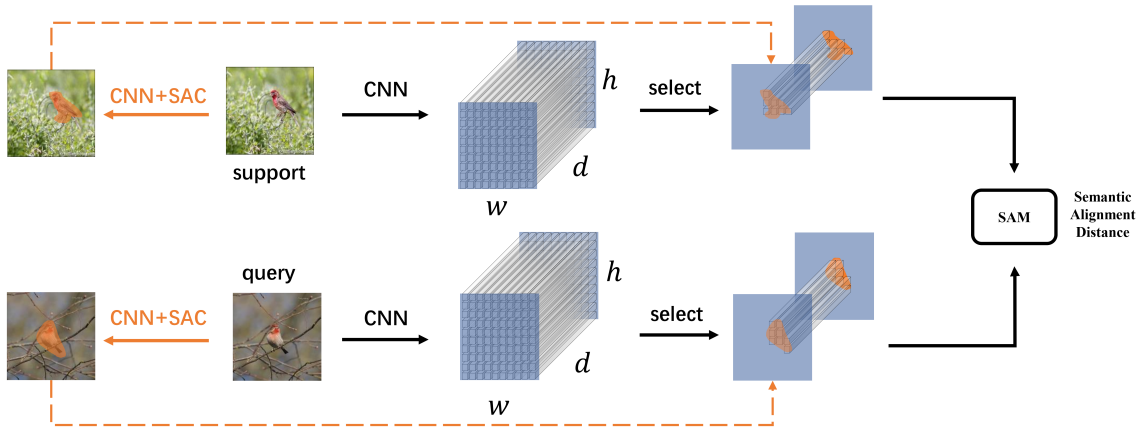 CNN+SAC
support
CNN
h
d
w
select
SAM
Semantic
Alignment
Distance
query
CNN+SAC
CNN
h
d
w
select